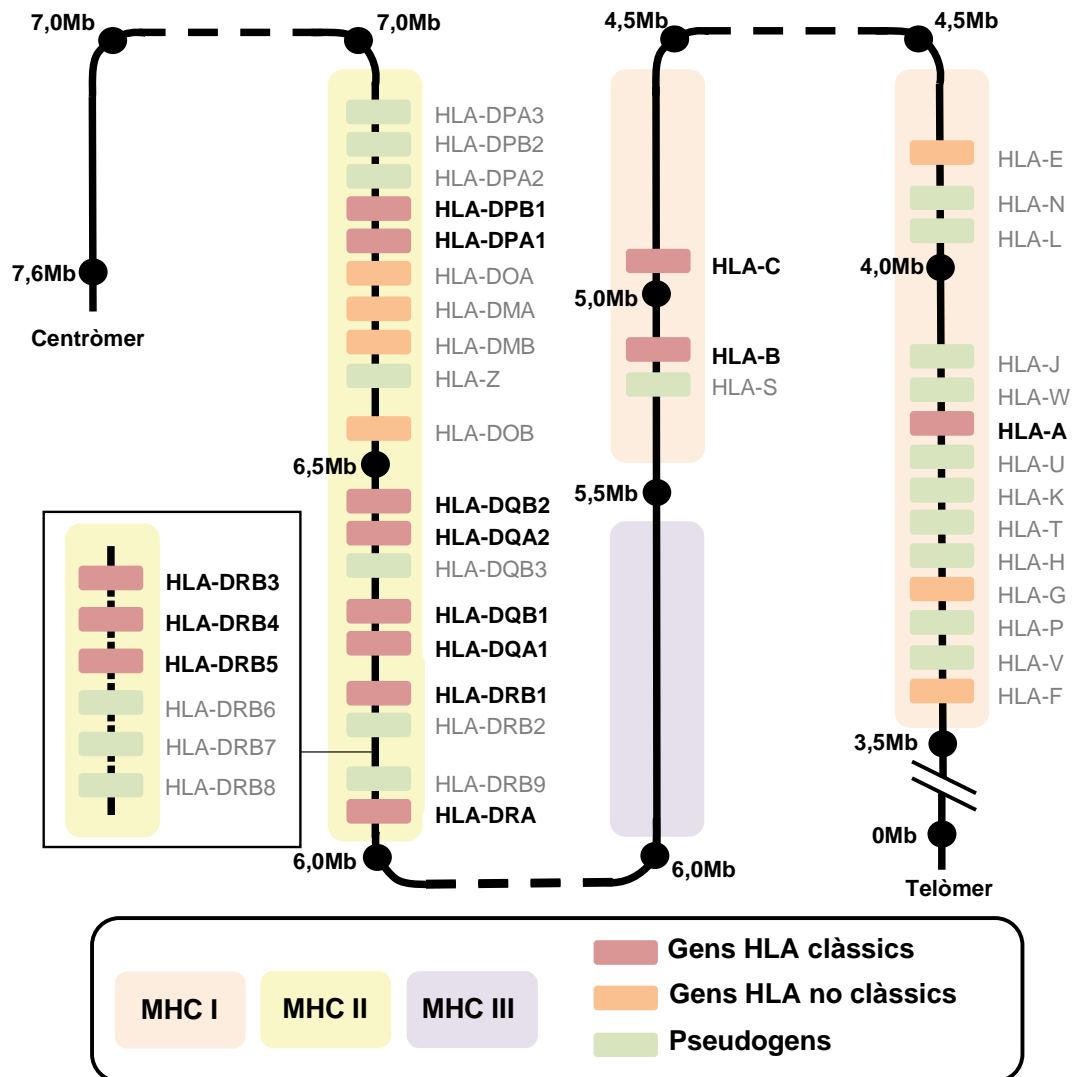 7,0Mb
7,6Mb
Centròmer
7,0Mb
HLA-DPA3
HLA-DPB2
HLA-DPA2
HLA-DPB1
HLA-DPA1
HLA-DOA
HLA-DMA
HLA-DMB
HLA-Z
HLA-DOB
6,5Mb
HLA-DQB2
HLA-DQA2
HLA-DQB3
HLA-DQB1
HLA-DQA1
HLA-DRB1
HLA-DRB2
HLA-DRB9
HLA-DRA
6,0Mb
HLA-DRB3
HLA-DRB4
HLA-DRB5
HLA-DRB6
HLA-DRB7
HLA-DRB8
4,5Mb
HLA-C
5,0Mb
HLA-B
HLA-S
5,5Mb
6,0Mb
4,5Mb
HLA-E
HLA-N
HLA-L
4,0Mb
HLA-J
HLA-W
HLA-A
HLA-U
HLA-K
HLA-T
HLA-H
HLA-G
HLA-P
HLA-V
HLA-F
3,5Mb
0Mb
Telòmer
MHC I
MHC II
MHC III
Gens HLA clàssics
Gens HLA no clàssics
Pseudogens